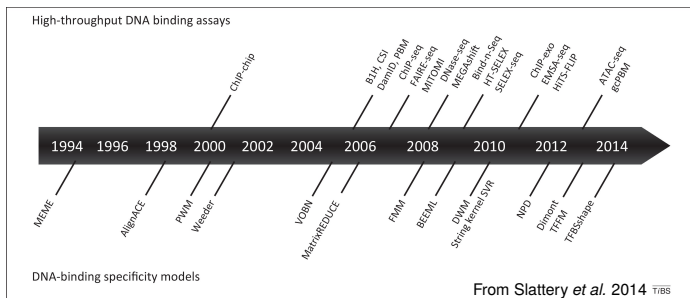 High-throughput DNA binding assays
ChIP-chip
B1H, CSI
DamID, PBM
ChIP-seq
FAIRE-seq
MITOMI
DNase-seq
MEGAshift
Bind-n-Seq
HT-SELEX
SELEX-seq
ChIP-exo
EMSA-seq
HiTS-FLIP
ATAC-seq
gcPBM
1994 1996 1998 2000 2002 2004 2006 2008 2010 2012 2014
MEME
AlignACE
PWM
Weeder
VOBN
MatrixREDUCE
FMM
BEEML
DWM
String kernel SVR
NPD
Dimont
TFFM
TFBSshape
DNA-binding specificity models
From Slattery et al. 2014 T/BS